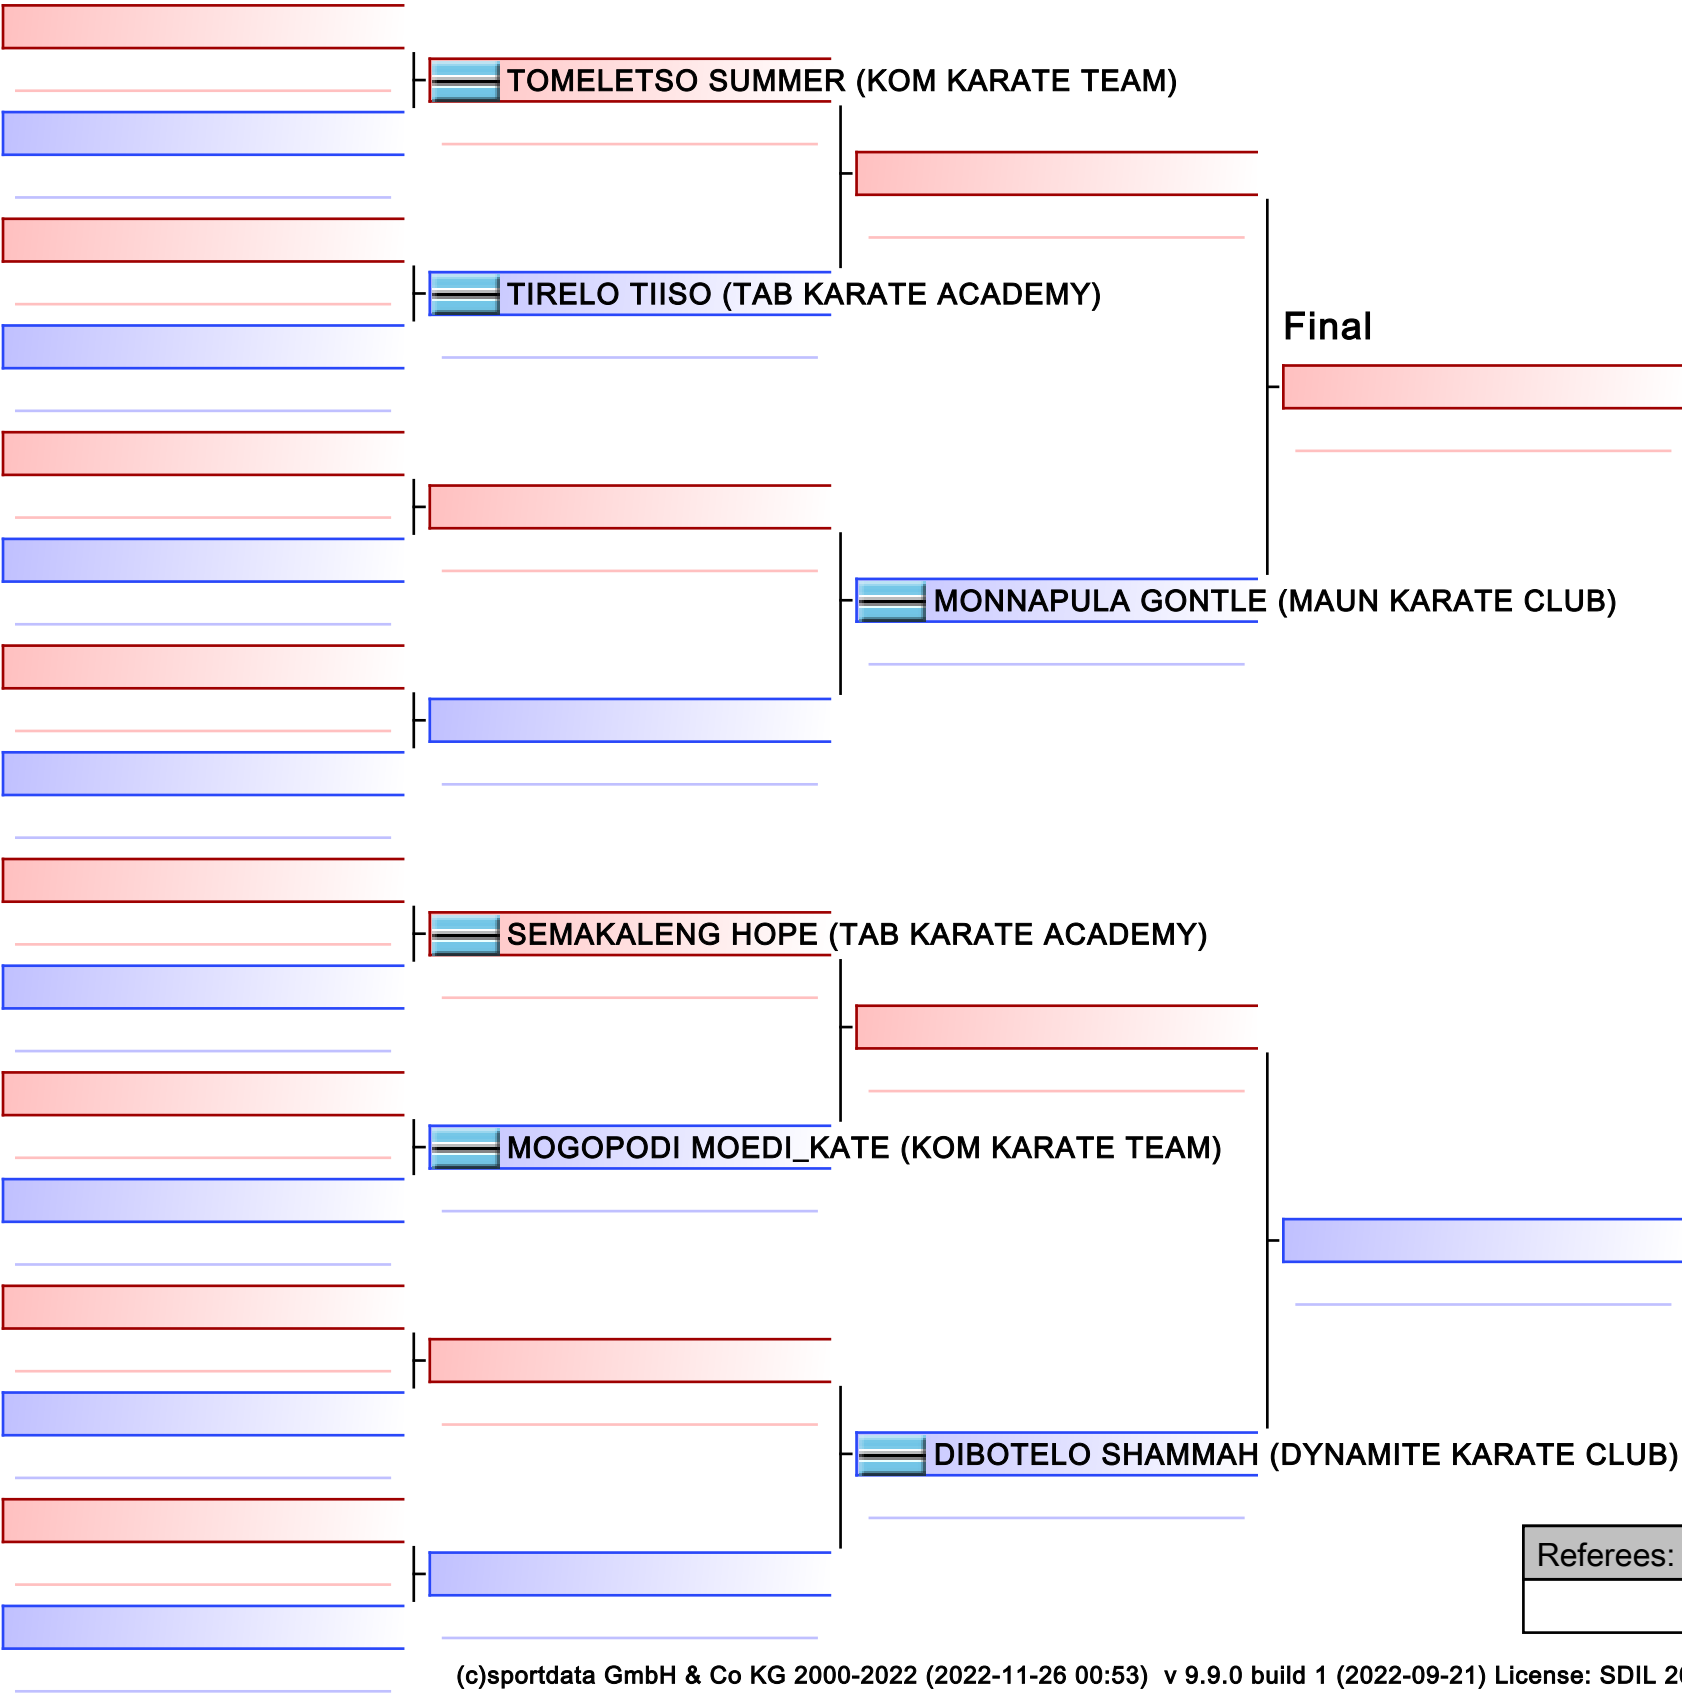 TOMELETSO SUMMER (KOM KARATE TEAM)
TIRELO TIISO (TAB KARATE ACADEMY)
Final
MONNAPULA GONTLE (MAUN KARATE CLUB)
SEMAKALENG HOPE (TAB KARATE ACADEMY)
MOGOPODI MOEDI_KATE (KOM KARATE TEAM)
DIBOTELO SHAMMAH (DYNAMITE KARATE CLUB)
Referees:
(c)sportdata GmbH & Co KG 2000-2022 (2022-11-26 00:53) v 9.9.0 build 1 (2022-09-21) License: SDIL